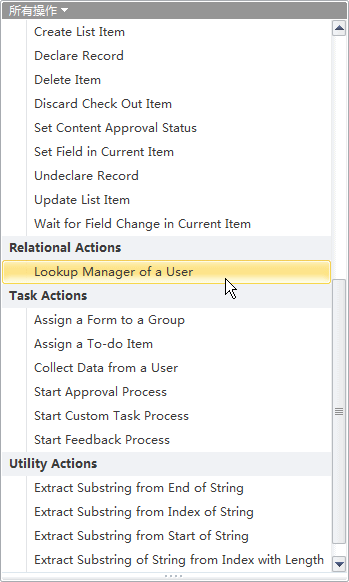 所有操作
Create List Item
Declare Record
Delete Item
Discard Check Out Item
Set Content Approval Status
Set Field in Current Item
Undeclare Record
Update List Item
Wait for Field Change in Current Item
Relational Actions
Lookup Manager of a User
Task Actions
Assign a Form to a Group
Assign a To-do Item
Collect Data from a User
Start Approval Process
Start Custom Task Process
Start Feedback Process
Utility Actions
Extract Substring from End of String
Extract Substring from Index of String
Extract Substring from Start of String
Extract Substring of String from Index with Length